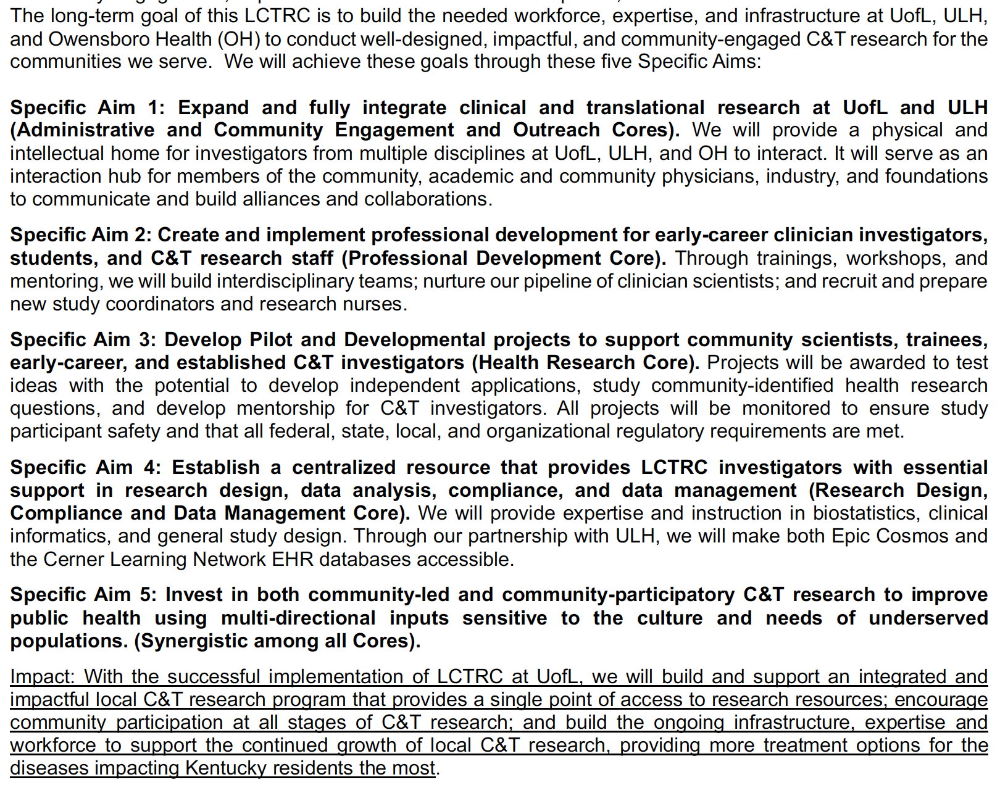 The long-term goal of this LCTRC is to build the needed workforce, expertise, and infrastructure at UofL, ULH,
and Owensboro Health (OH) to conduct well-designed, impactful, and community-engaged C&T research for the
communities we serve.  We will achieve these goals through these five Specific Aims:
Specific Aim 1: Expand and fully integrate clinical and translational research at UofL and ULH
(Administrative and Community Engagement and Outreach Cores). We will provide a physical and
intellectual home for investigators from multiple disciplines at UofL, ULH, and OH to interact. It will serve as an
interaction hub for members of the community, academic and community physicians, industry, and foundations
to communicate and build alliances and collaborations.
Specific Aim 2: Create and implement professional development for early-career clinician investigators,
students, and C&T research staff (Professional Development Core). Through trainings, workshops, and
mentoring, we will build interdisciplinary teams; nurture our pipeline of clinician scientists; and recruit and prepare
new study coordinators and research nurses.
Specific Aim 3: Develop Pilot and Developmental projects to support community scientists, trainees,
early-career, and established C&T investigators (Health Research Core). Projects will be awarded to test
ideas with the potential to develop independent applications, study community-identified health research
questions, and develop mentorship for C&T investigators. All projects will be monitored to ensure study
participant safety and that all federal, state, local, and organizational regulatory requirements are met.
Specific Aim 4: Establish a centralized resource that provides LCTRC investigators with essential
support in research design, data analysis, compliance, and data management (Research Design,
Compliance and Data Management Core). We will provide expertise and instruction in biostatistics, clinical
informatics, and general study design. Through our partnership with ULH, we will make both Epic Cosmos and
the Cerner Learning Network EHR databases accessible.
Specific Aim 5: Invest in both community-led and community-participatory C&T research to improve
public health using multi-directional inputs sensitive to the culture and needs of underserved
populations. (Synergistic among all Cores).
Impact: With the successful implementation of LCTRC at UofL, we will build and support an integrated and
impactful local C&T research program that provides a single point of access to research resources; encourage
community participation at all stages of C&T research; and build the ongoing infrastructure, expertise and
workforce to support the continued growth of local C&T research, providing more treatment options for the
diseases impacting Kentucky residents the most.